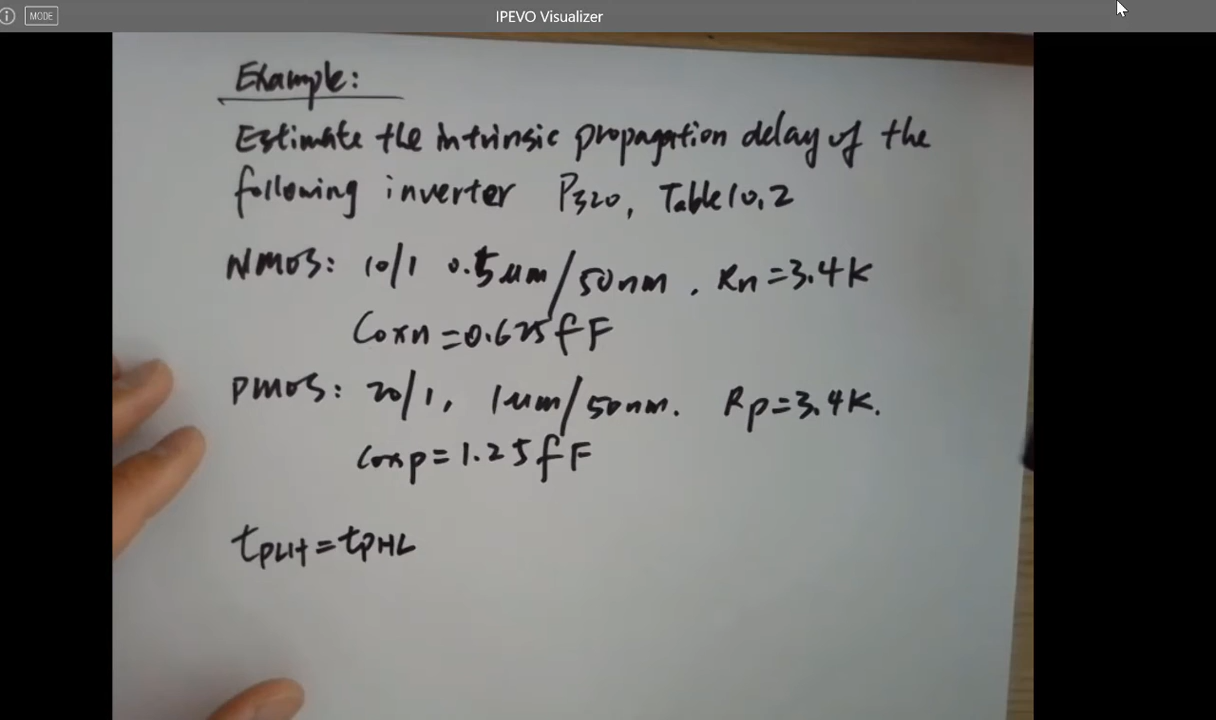 MODE
IPEVO Visualizer
Example:
Estimate the intrinsic propagation delay of the
following inverter P320, Table 10.2
NMOS: 10/1 0.5μm/50nm. Rn=3.4K
Coxn=0.625fF
PMOS: 20/1, 1μm/50nm. Rp=3.4K.
Coxp=1.25fF
tPLH=tPHL